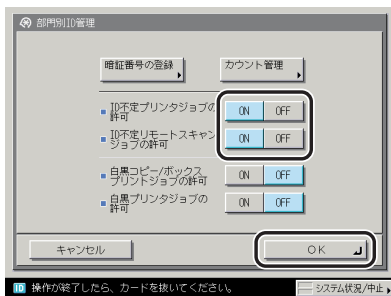 部門別ID管理
暗証番号の登録
カウント管理
ID不定プリンタジョブの
許可
ON
OFF
ID不定リモートスキャン
ジョブの許可
ON
OFF
白黒コピー/ボックス
プリントジョブの許可
ON
OFF
白黒プリンタジョブの
許可
ON
OFF
キャンセル
OK
ID 操作が終了したら、カードを抜いてください。
システム状況/中止